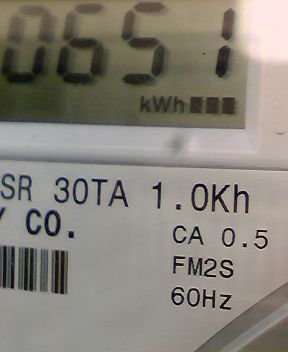 0651
kWh
SR 30TA 1.0Kh
Y CO.
CA 0.5
FM2S
60Hz